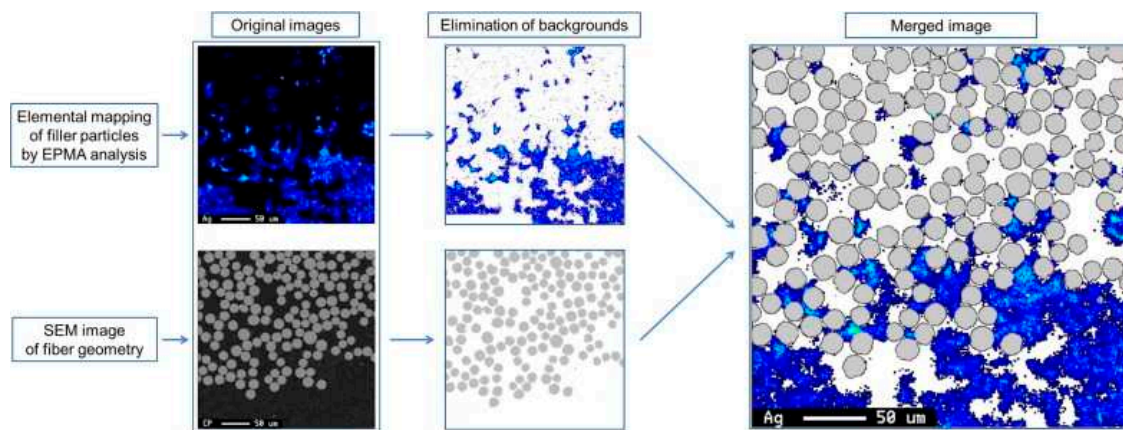 Original images
Elimination of backgrounds
Merged image
Elemental mapping
of filler particles
by EPMA analysis
Ag 50 um
SEM image
of fiber geometry
CP 50 um
Ag 50 um